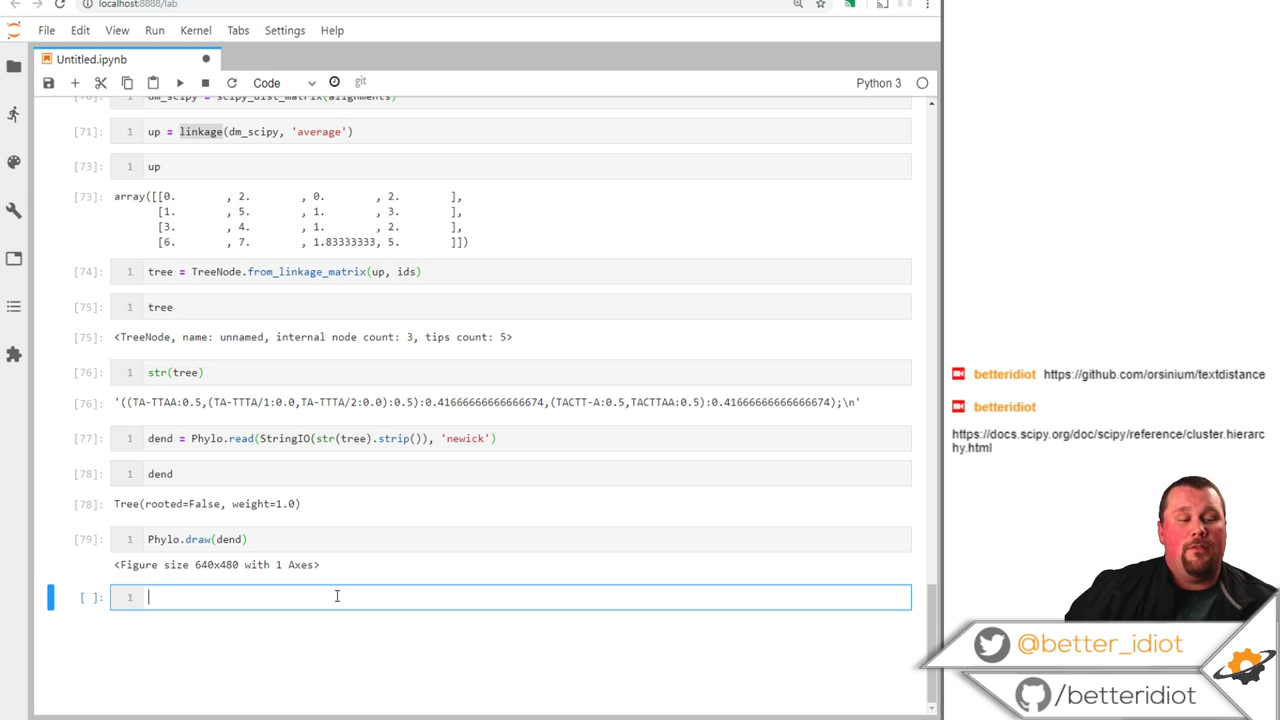 localhost:8888/lab
File Edit View Run Kernel Tabs Settings Help
Untitled.ipynb
Code git Python 3
[70]: dm_scipy = scipy_dist_matrix(alignments)
[71]: 1 up = linkage(dm_scipy, 'average')
[73]: 1 up
[73]: array([[0. , 2. , 0. , 2. ],
[1. , 5. , 1. , 3. ],
[3. , 4. , 1. , 2. ],
[6. , 7. , 1.83333333, 5. ]])
[74]: 1 tree = TreeNode.from_linkage_matrix(up, ids)
[75]: 1 tree
[75]: <TreeNode, name: unnamed, internal node count: 3, tips count: 5>
[76]: 1 str(tree)
[76]: '((TA-TTAA:0.5,(TA-TTTA/1:0.0,TA-TTTA/2:0.0):0.5):0.41666666666666674,(TACTT-A:0.5,TACTTAA:0.5):0.41666666666666674);\n'
[77]: 1 dend = Phylo.read(StringIO(str(tree).strip()), 'newick')
[78]: 1 dend
[78]: Tree(rooted=False, weight=1.0)
[79]: 1 Phylo.draw(dend)
<Figure size 640x480 with 1 Axes>
[ ]: 1
betteridiot https://github.com/orsinium/textdistance
betteridiot
https://docs.scipy.org/doc/scipy/reference/cluster.hierarc
hy.html
@better_idiot
/betteridiot